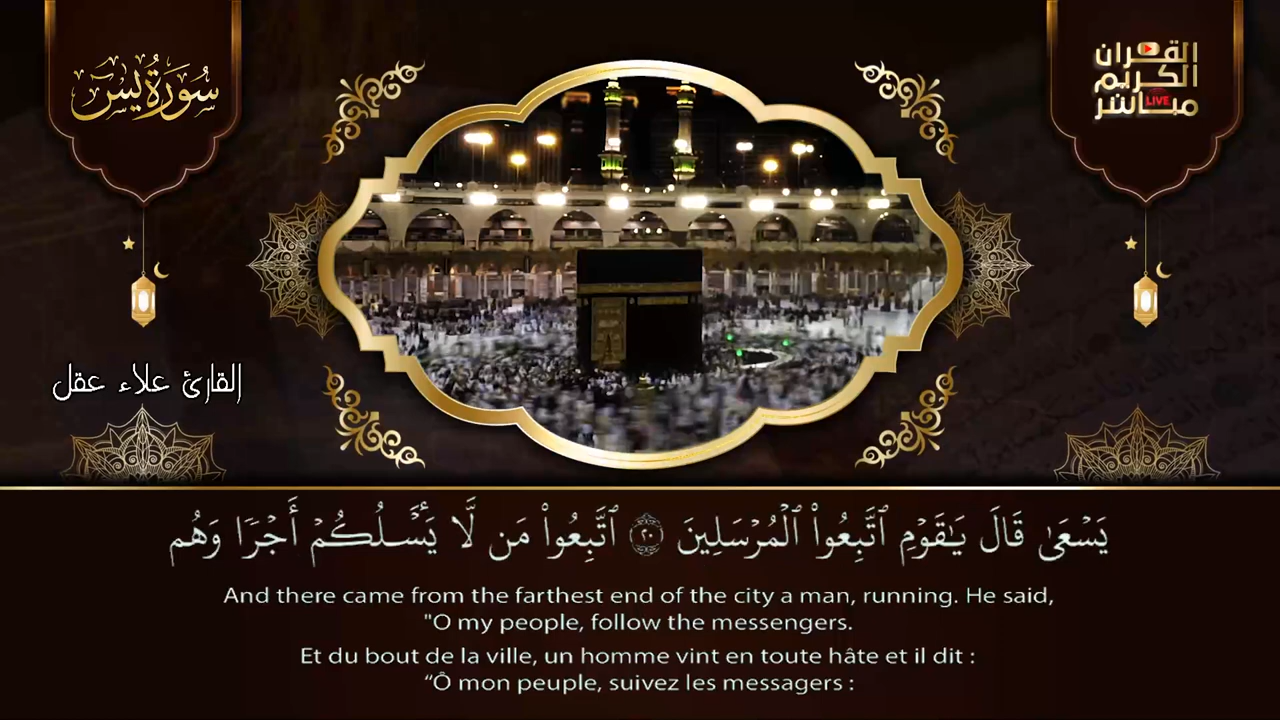 سُورَةُ يسٓ
القرآن
الكريم
مباشر
LIVE
القارئ علاء عقل
يَسۡعَىٰ قَالَ يَٰقَوۡمِ ٱتَّبِعُواْ ٱلۡمُرۡسَلِينَ ٢٠ ٱتَّبِعُواْ مَن لَّا يَسۡـَٔلُكُمۡ أَجۡرٗا وَهُم
And there came from the farthest end of the city a man, running. He said,
"O my people, follow the messengers.
Et du bout de la ville, un homme vint en toute hâte et il dit :
“Ô mon peuple, suivez les messagers :